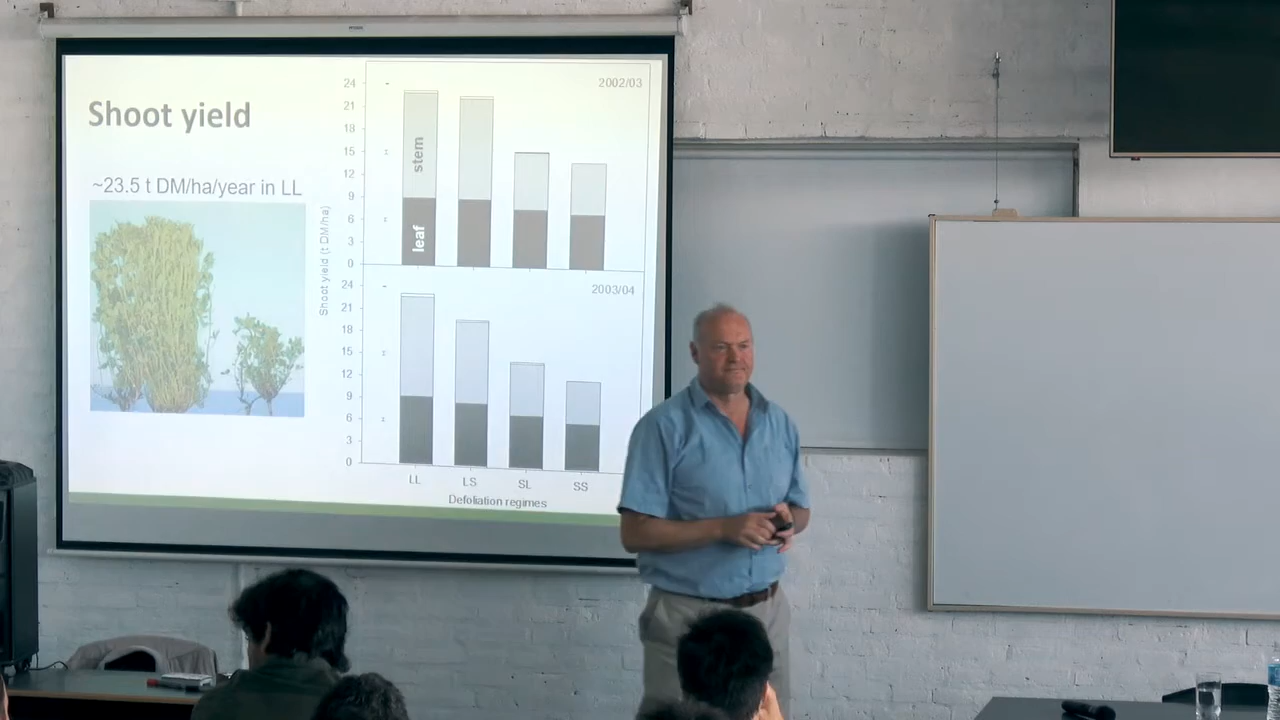 Shoot yield
~23.5 t DM/ha/year in LL
Shoot yield (t DM/ha)
24
21
18
15
12
9
6
3
0
2002/03
stem
leaf
24
21
18
15
12
9
6
3
0
2003/04
LL LS SL SS
Defoliation regimes